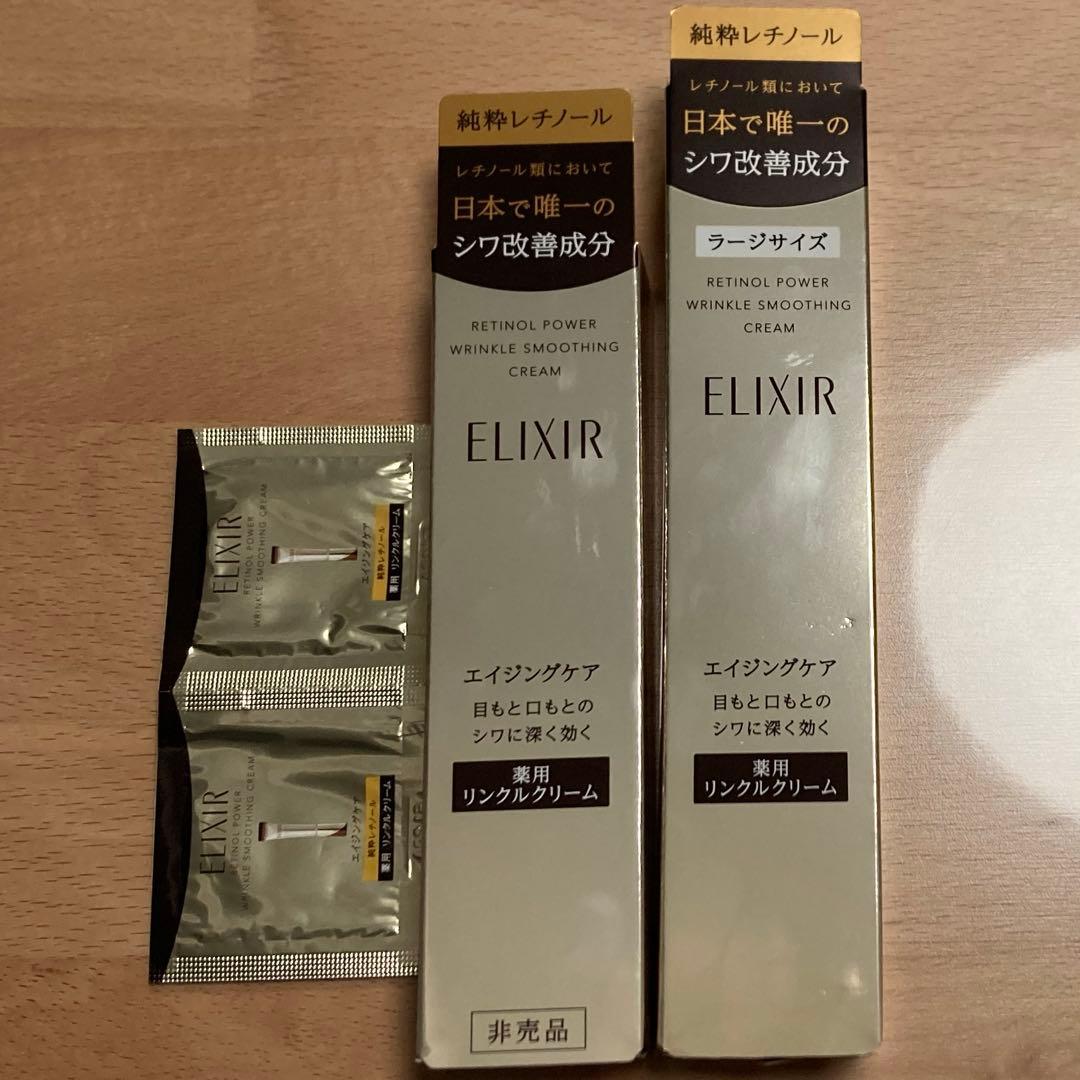 純粋レチノール
レチノール類において
日本で唯一の
シワ改善成分
RETINOL POWER
WRINKLE SMOOTHING
CREAM
ELIXIR
エイジングケア
目もと口もとの
シワに深く効く
薬用
リンクルクリーム
非売品
純粋レチノール
レチノール類において
日本で唯一の
シワ改善成分
ラージサイズ
RETINOL POWER
WRINKLE SMOOTHING
CREAM
ELIXIR
エイジングケア
目もと口もとの
シワに深く効く
薬用
リンクルクリーム
ELIXIR
RETINOL POWER
WRINKLE SMOOTHING CREAM
エイジングケア
純粋レチノール
薬用 リンクルクリーム
ELIXIR
RETINOL POWER
WRINKLE SMOOTHING CREAM
エイジングケア
純粋レチノール
薬用 リンクルクリーム